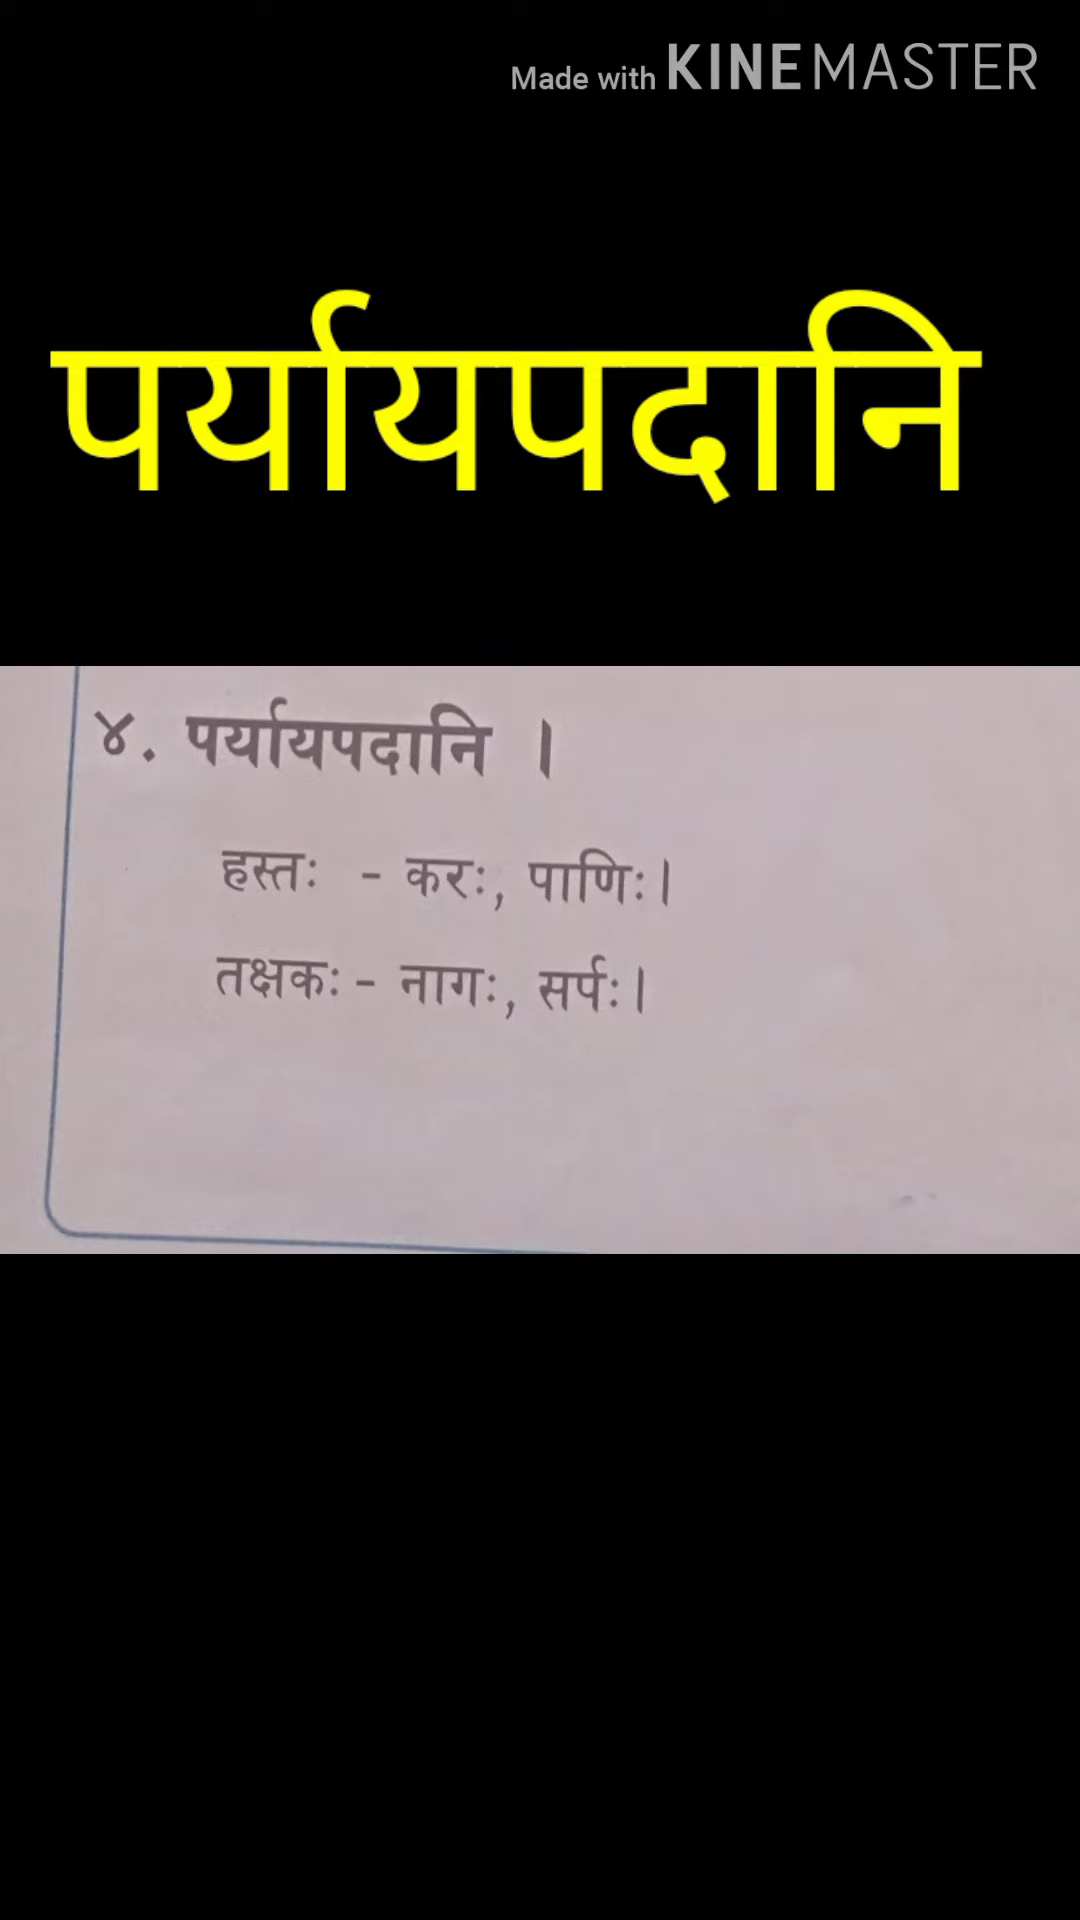 Made with KINEMASTER
पर्यायपदानि
४. पर्यायपदानि ।
हस्तः - करः, पाणिः।
तक्षकः - नागः, सर्पः।